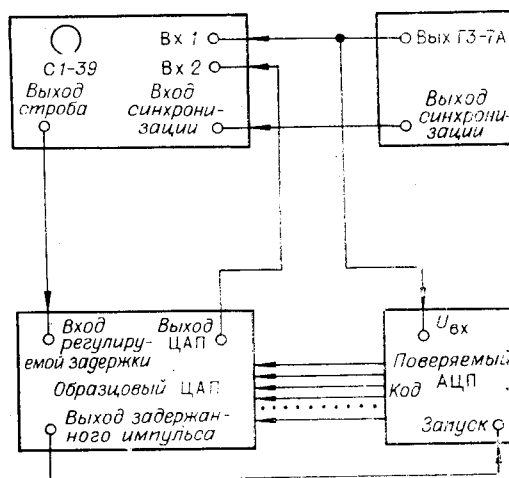 Вх 1
Вых Г3-7А
С1-39
Вх 2
Выход
строба
Вход
синхрони-
зации
Выход
синхрони-
зации
Вход
регулиру-
емой задержки
Выход
ЦАП
Uвх
Образцовый ЦАП
Поверяемый
АЦП
Код
Выход задержан-
ного импульса
Запуск